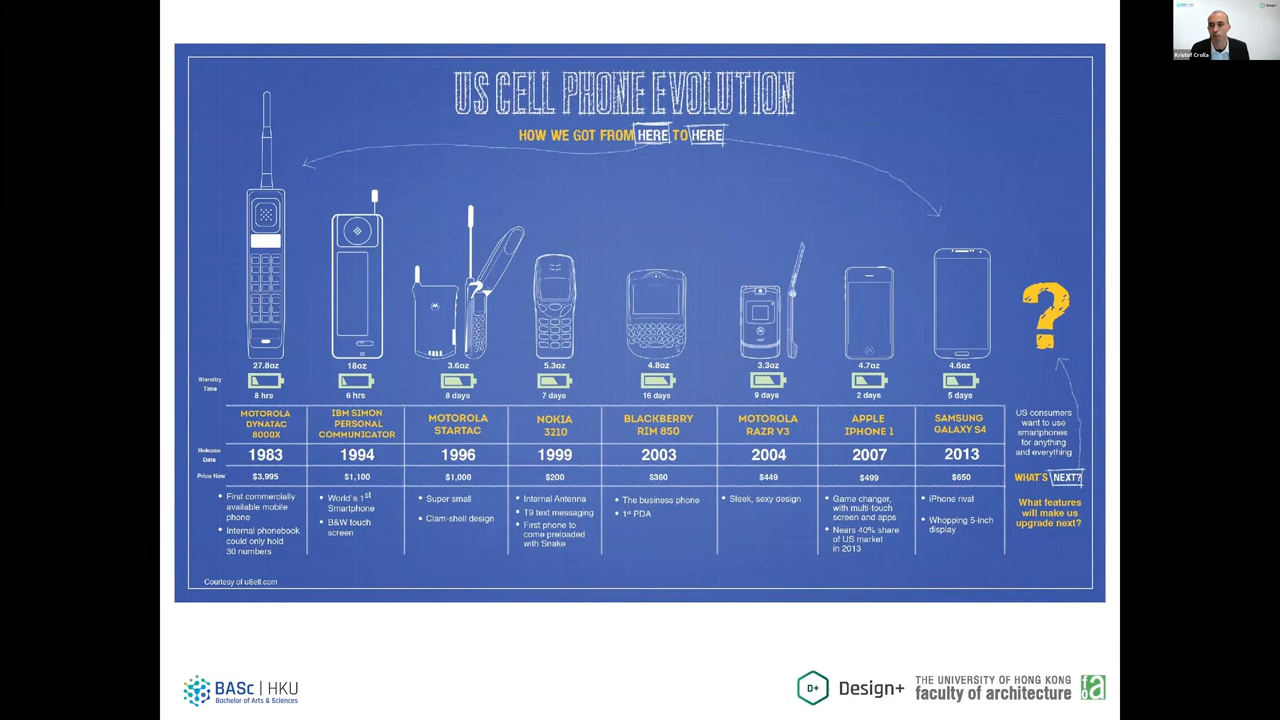 Kristof Crolla
US CELL PHONE EVOLUTION
HOW WE GOT FROM HERE TO HERE
27.8oz
18oz
3.6oz
5.3oz
4.8oz
3.3oz
4.7oz
4.6oz
Standby
Time
8 hrs
6 hrs
8 days
7 days
16 days
9 days
2 days
5 days
MOTOROLA
DYNATAC
8000X
IBM SIMON
PERSONAL
COMMUNICATOR
MOTOROLA
STARTAC
NOKIA
3210
BLACKBERRY
RIM 850
MOTOROLA
RAZR V3
APPLE
IPHONE 1
SAMSUNG
GALAXY S4
US consumers
want to use
smartphones
for anything
and everything
Release
Date
1983
1994
1996
1999
2003
2004
2007
2013
Price New
$3,995
$1,100
$1,000
$200
$360
$449
$499
$650
WHAT'S NEXT?
• First commercially
available mobile
phone
• Internal phonebook
could only hold
30 numbers
• World's 1st
Smartphone
• B&W touch
screen
• Super small
• Clam-shell design
• Internal Antenna
• T9 text messaging
• First phone to
come preloaded
with Snake
• The business phone
• 1st PDA
• Sleek, sexy design
• Game changer,
with multi-touch
screen and apps
• Nears 40% share
of US market
in 2013
• iPhone rival
• Whopping 5-inch
display
What features
will make us
upgrade next?
Courtesy of uSell.com
BASc | HKU
Bachelor of Arts & Sciences
D+
Design+
THE UNIVERSITY OF HONG KONG
faculty of architecture